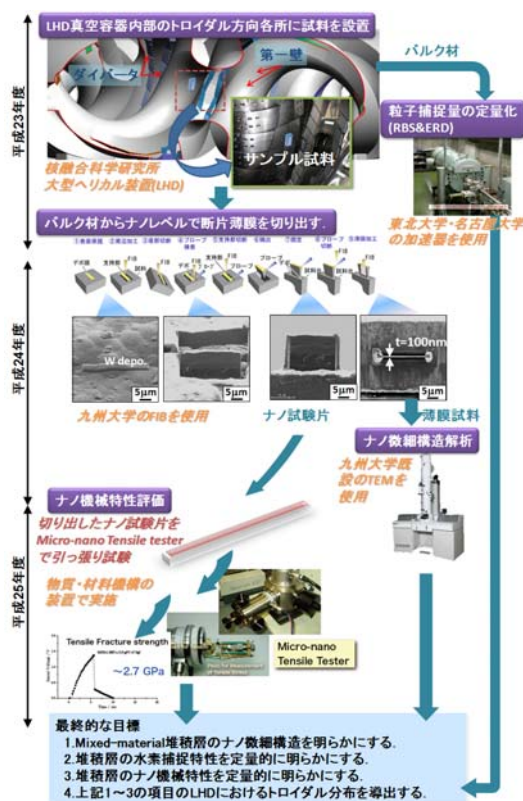 LHD真空容器内部のトロイダル方向各所に試料を設置
バルク材
ダイバータ
第一壁
サンプル試料
核融合科学研究所
大型ヘリカル装置(LHD)
粒子捕捉量の定量化
(RBS&ERD)
東北大学・名古屋大学
の加速器を使用
平成23年度
バルク材からナノレベルで断片薄膜を切り出す.
デポ部
支持部
FIB
FIB
試料台
プローブ
W depo.
5μm
5μm
5μm
t=100nm
5μm
平成24年度
九州大学のFIBを使用
ナノ試験片
薄膜試料
ナノ微細構造解析
九州大学既
設のTEMを
使用
ナノ機械特性評価
切り出したナノ試験片を
Micro-nano Tensile tester
で引っ張り試験
物質・材料機構の
装置で実施
平成25年度
Tensile Fracture strength
~2.7 GPa
Micro-nano
Tensile Tester
最終的な目標
1.Mixed-material堆積層のナノ微細構造を明らかにする.
2.堆積層の水素捕捉特性を定量的に明らかにする.
3.堆積層のナノ機械特性を定量的に明らかにする.
4.上記1~3の項目のLHDにおけるトロイダル分布を導出する.